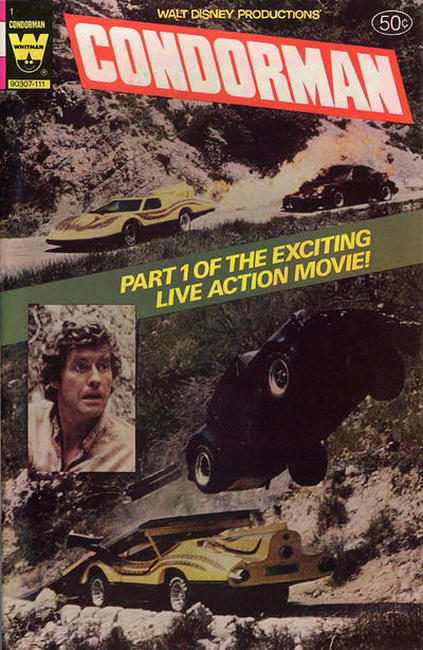 1
CONDORMAN
WHITMAN
®
90307-111
WALT DISNEY PRODUCTIONS'
50¢
CONDORMAN
PART 1 OF THE EXCITING
LIVE ACTION MOVIE!